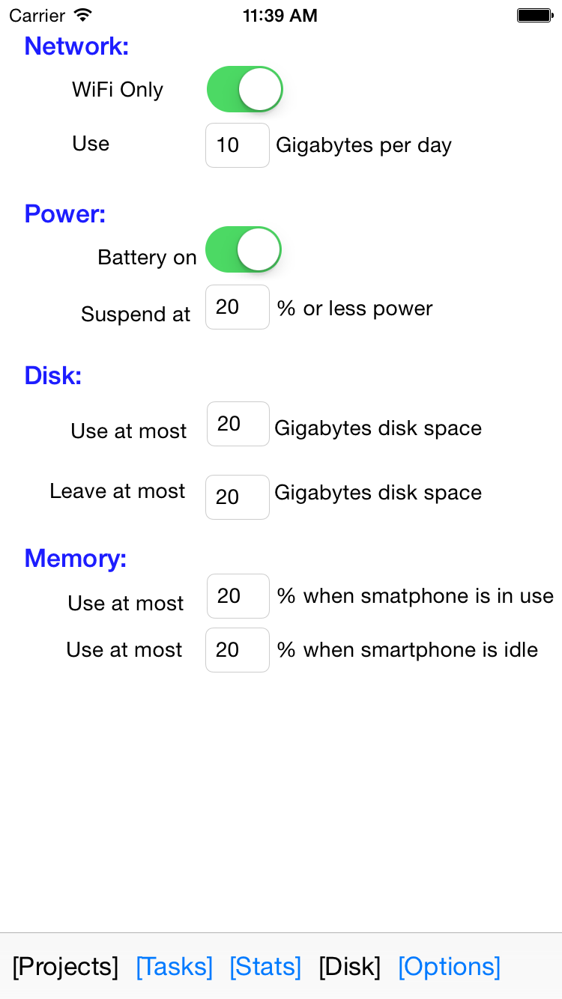 Carrier 11:39 AM
Network:
WiFi Only
Use 10 Gigabytes per day
Power:
Battery on
Suspend at 20 % or less power
Disk:
Use at most 20 Gigabytes disk space
Leave at most 20 Gigabytes disk space
Memory:
Use at most 20 % when smatphone is in use
Use at most 20 % when smartphone is idle
[Projects] [Tasks] [Stats] [Disk] [Options]